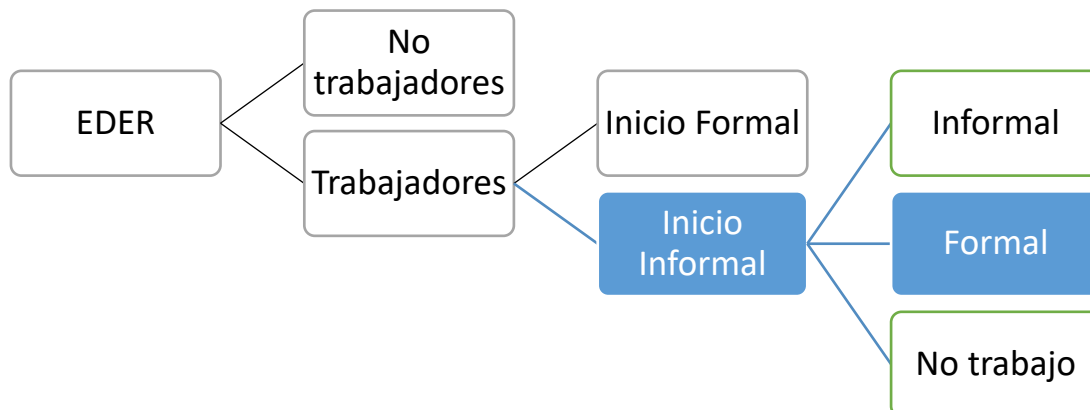 EDER
No
trabajadores
Trabajadores
Inicio Formal
Inicio
Informal
Informal
Formal
No trabajo